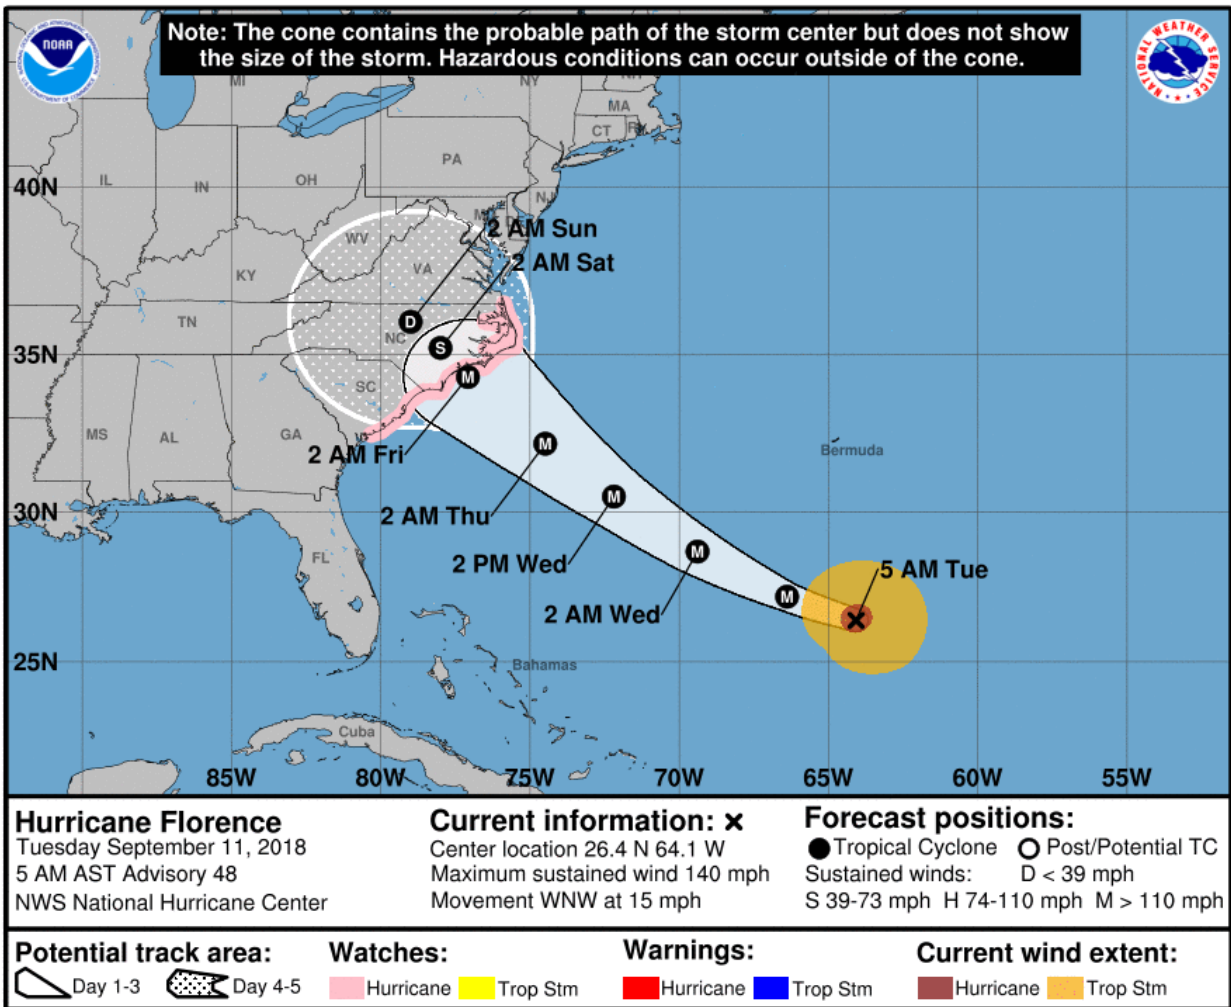 Note: The cone contains the probable path of the storm center but does not show
the size of the storm. Hazardous conditions can occur outside of the cone.
NOAA
NATIONAL OCEANIC AND ATMOSPHERIC ADMINISTRATION
U.S. DEPARTMENT OF COMMERCE
NATIONAL WEATHER SERVICE
MI
NY
MA
CT
RI
PA
40N
IL
IN
OH
NJ
WV
2 AM Sun
VA
2 AM Sat
KY
TN
D
NC
S
35N
M
SC
MS
AL
GA
M
Bermuda
2 AM Fri
M
30N
2 AM Thu
FL
2 PM Wed
M
5 AM Tue
M
2 AM Wed
25N
Bahamas
Cuba
85W
80W
75W
70W
65W
60W
55W
Hurricane Florence
Tuesday September 11, 2018
5 AM AST Advisory 48
NWS National Hurricane Center
Current information: ×
Center location 26.4 N 64.1 W
Maximum sustained wind 140 mph
Movement WNW at 15 mph
Forecast positions:
Tropical Cyclone Post/Potential TC
Sustained winds: D < 39 mph
S 39-73 mph H 74-110 mph M > 110 mph
Potential track area:
Day 1-3 Day 4-5
Watches:
Hurricane Trop Stm
Warnings:
Hurricane Trop Stm
Current wind extent:
Hurricane Trop Stm